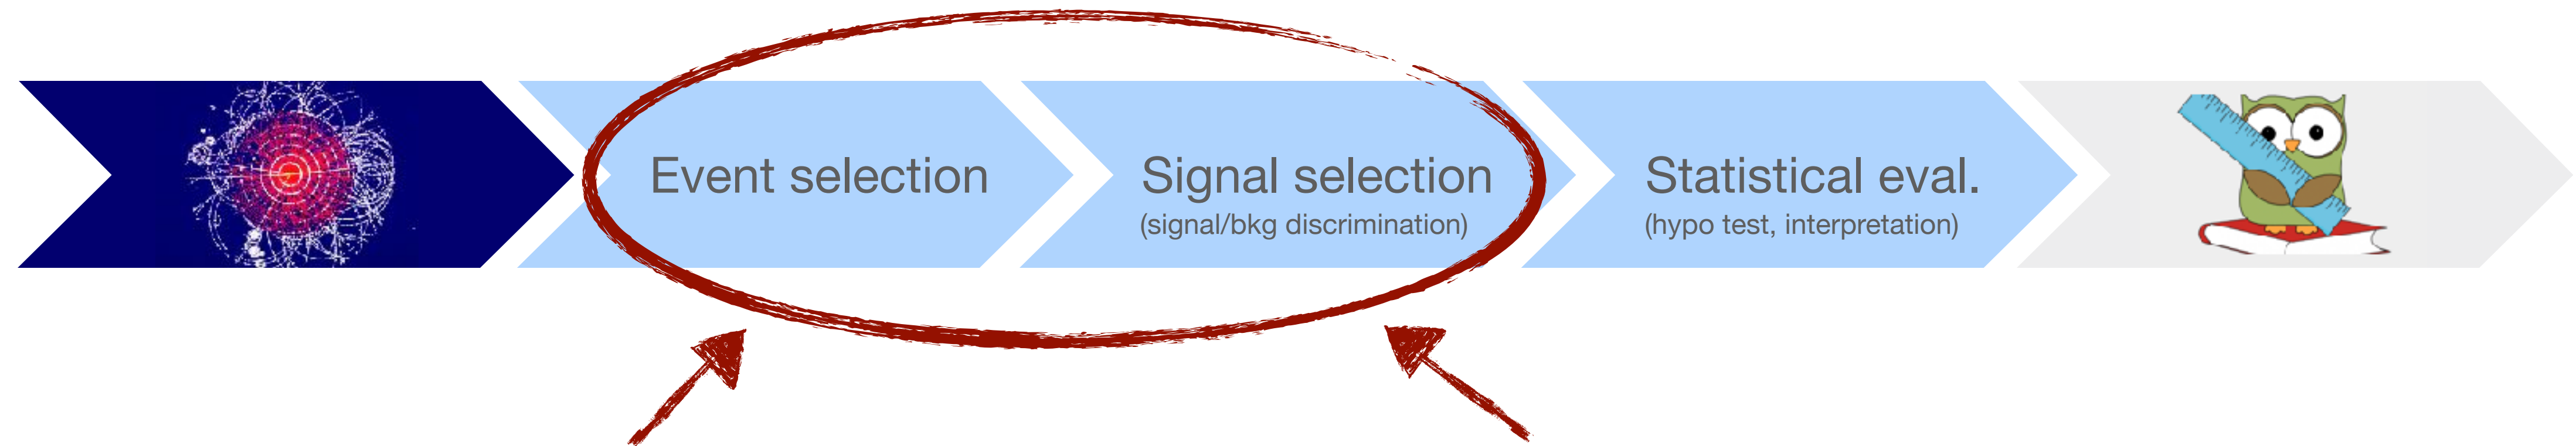 Event selection
Signal selection
(signal/bkg discrimination)
Statistical eval.
(hypo test, interpretation)